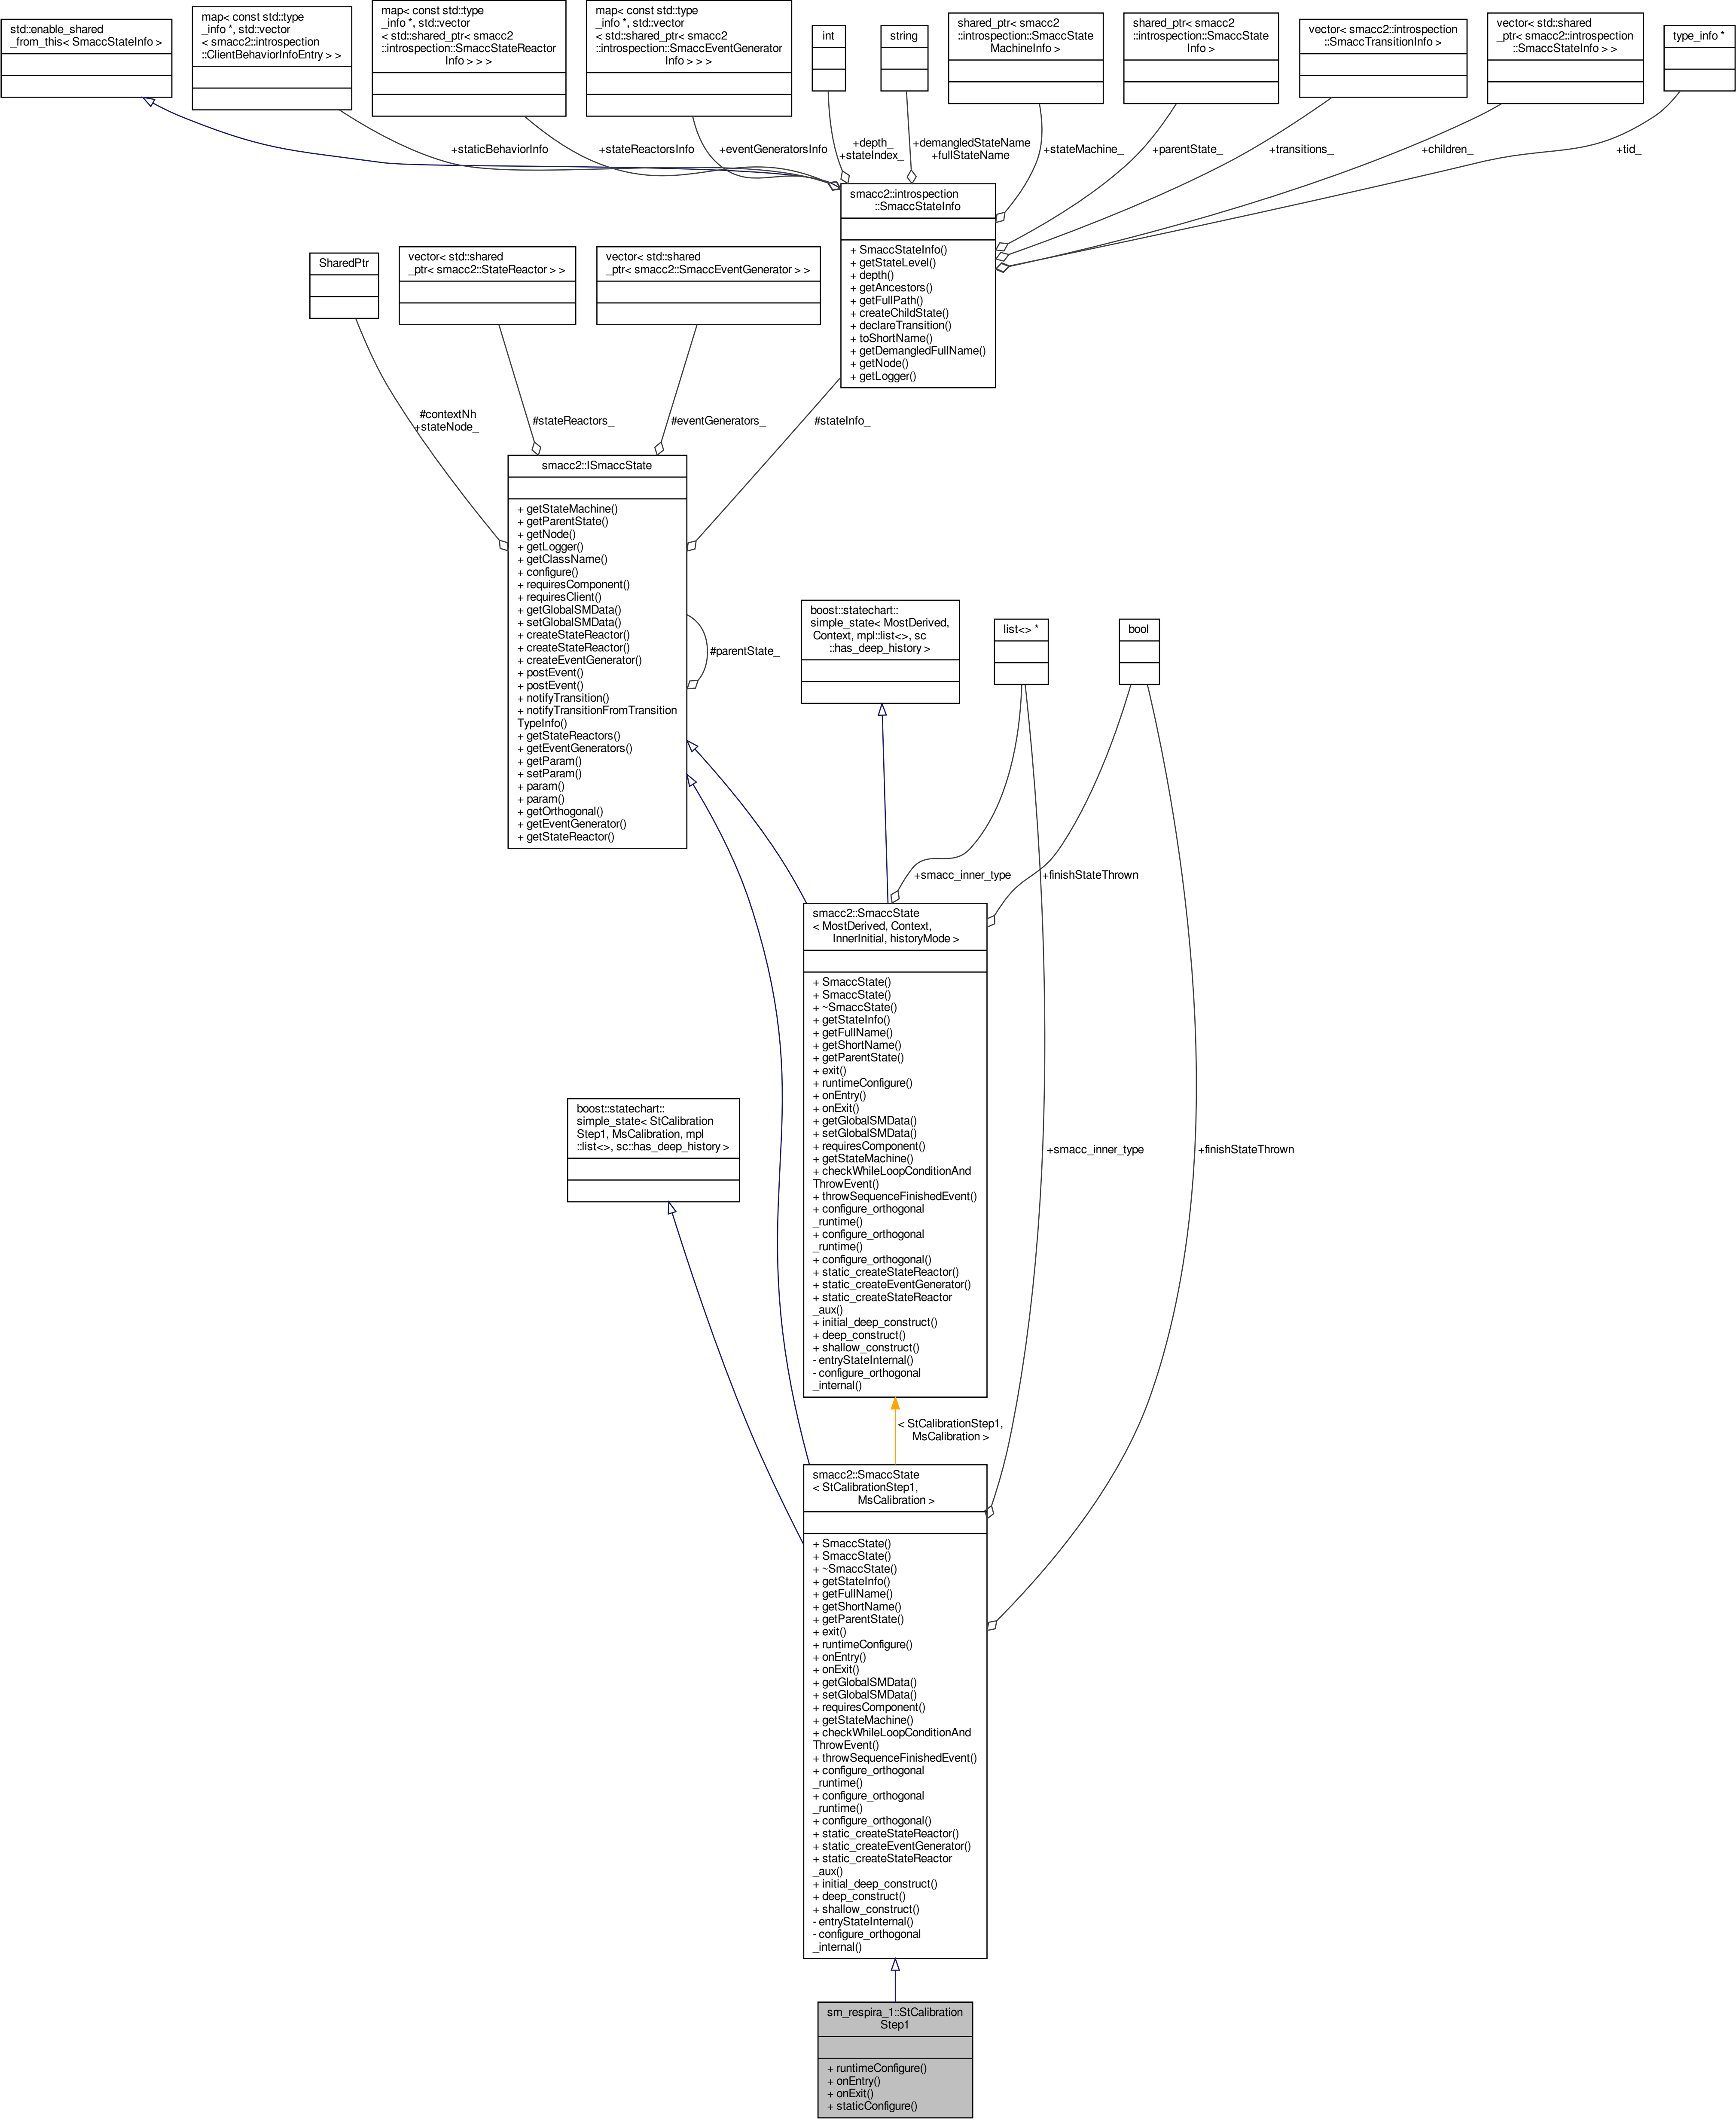 std::enable_shared
_from_this< SmaccStateInfo >
map< const std::type
_info *, std::vector
< smacc2::introspection
::ClientBehaviorInfoEntry > >
map< const std::type
_info *, std::vector
< std::shared_ptr< smacc2
::introspection::SmaccStateReactor
Info > > >
map< const std::type
_info *, std::vector
< std::shared_ptr< smacc2
::introspection::SmaccEventGenerator
Info > > >
int
string
shared_ptr< smacc2
::introspection::SmaccState
MachineInfo >
shared_ptr< smacc2
::introspection::SmaccState
Info >
vector< smacc2::introspection
::SmaccTransitionInfo >
vector< std::shared
_ptr< smacc2::introspection
::SmaccStateInfo > >
type_info *
+staticBehaviorInfo
+stateReactorsInfo
+eventGeneratorsInfo
+depth_
+stateIndex_
+demangledStateName
+fullStateName
+stateMachine_
+parentState_
+transitions_
+children_
+tid_
smacc2::introspection
::SmaccStateInfo
+ SmaccStateInfo()
+ getStateLevel()
+ depth()
+ getAncestors()
+ getFullPath()
+ createChildState()
+ declareTransition()
+ toShortName()
+ getDemangledFullName()
+ getNode()
+ getLogger()
SharedPtr
vector< std::shared
_ptr< smacc2::StateReactor > >
vector< std::shared
_ptr< smacc2::SmaccEventGenerator > >
#contextNh
+stateNode_
#stateReactors_
#eventGenerators_
#stateInfo_
smacc2::ISmaccState
+ getStateMachine()
+ getParentState()
+ getNode()
+ getLogger()
+ getClassName()
+ configure()
+ requiresComponent()
+ requiresClient()
+ getGlobalSMData()
+ setGlobalSMData()
+ createStateReactor()
+ createStateReactor()
+ createEventGenerator()
+ postEvent()
+ postEvent()
+ notifyTransition()
+ notifyTransitionFromTransition
TypeInfo()
+ getStateReactors()
+ getEventGenerators()
+ getParam()
+ setParam()
+ param()
+ param()
+ getOrthogonal()
+ getEventGenerator()
+ getStateReactor()
#parentState_
boost::statechart::
simple_state< MostDerived,
Context, mpl::list<>, sc
::has_deep_history >
list<> *
bool
+smacc_inner_type
+finishStateThrown
smacc2::SmaccState
< MostDerived, Context,
InnerInitial, historyMode >
+ SmaccState()
+ SmaccState()
+ ~SmaccState()
+ getStateInfo()
+ getFullName()
+ getShortName()
+ getParentState()
+ exit()
+ runtimeConfigure()
+ onEntry()
+ onExit()
+ getGlobalSMData()
+ setGlobalSMData()
+ requiresComponent()
+ getStateMachine()
+ checkWhileLoopConditionAnd
ThrowEvent()
+ throwSequenceFinishedEvent()
+ configure_orthogonal
_runtime()
+ configure_orthogonal
_runtime()
+ configure_orthogonal()
+ static_createStateReactor()
+ static_createEventGenerator()
+ static_createStateReactor
_aux()
+ initial_deep_construct()
+ deep_construct()
+ shallow_construct()
- entryStateInternal()
- configure_orthogonal
_internal()
boost::statechart::
simple_state< StCalibration
Step1, MsCalibration, mpl
::list<>, sc::has_deep_history >
+smacc_inner_type
+finishStateThrown
< StCalibrationStep1,
MsCalibration >
smacc2::SmaccState
< StCalibrationStep1,
MsCalibration >
+ SmaccState()
+ SmaccState()
+ ~SmaccState()
+ getStateInfo()
+ getFullName()
+ getShortName()
+ getParentState()
+ exit()
+ runtimeConfigure()
+ onEntry()
+ onExit()
+ getGlobalSMData()
+ setGlobalSMData()
+ requiresComponent()
+ getStateMachine()
+ checkWhileLoopConditionAnd
ThrowEvent()
+ throwSequenceFinishedEvent()
+ configure_orthogonal
_runtime()
+ configure_orthogonal
_runtime()
+ configure_orthogonal()
+ static_createStateReactor()
+ static_createEventGenerator()
+ static_createStateReactor
_aux()
+ initial_deep_construct()
+ deep_construct()
+ shallow_construct()
- entryStateInternal()
- configure_orthogonal
_internal()
sm_respira_1::StCalibration
Step1
+ runtimeConfigure()
+ onEntry()
+ onExit()
+ staticConfigure()